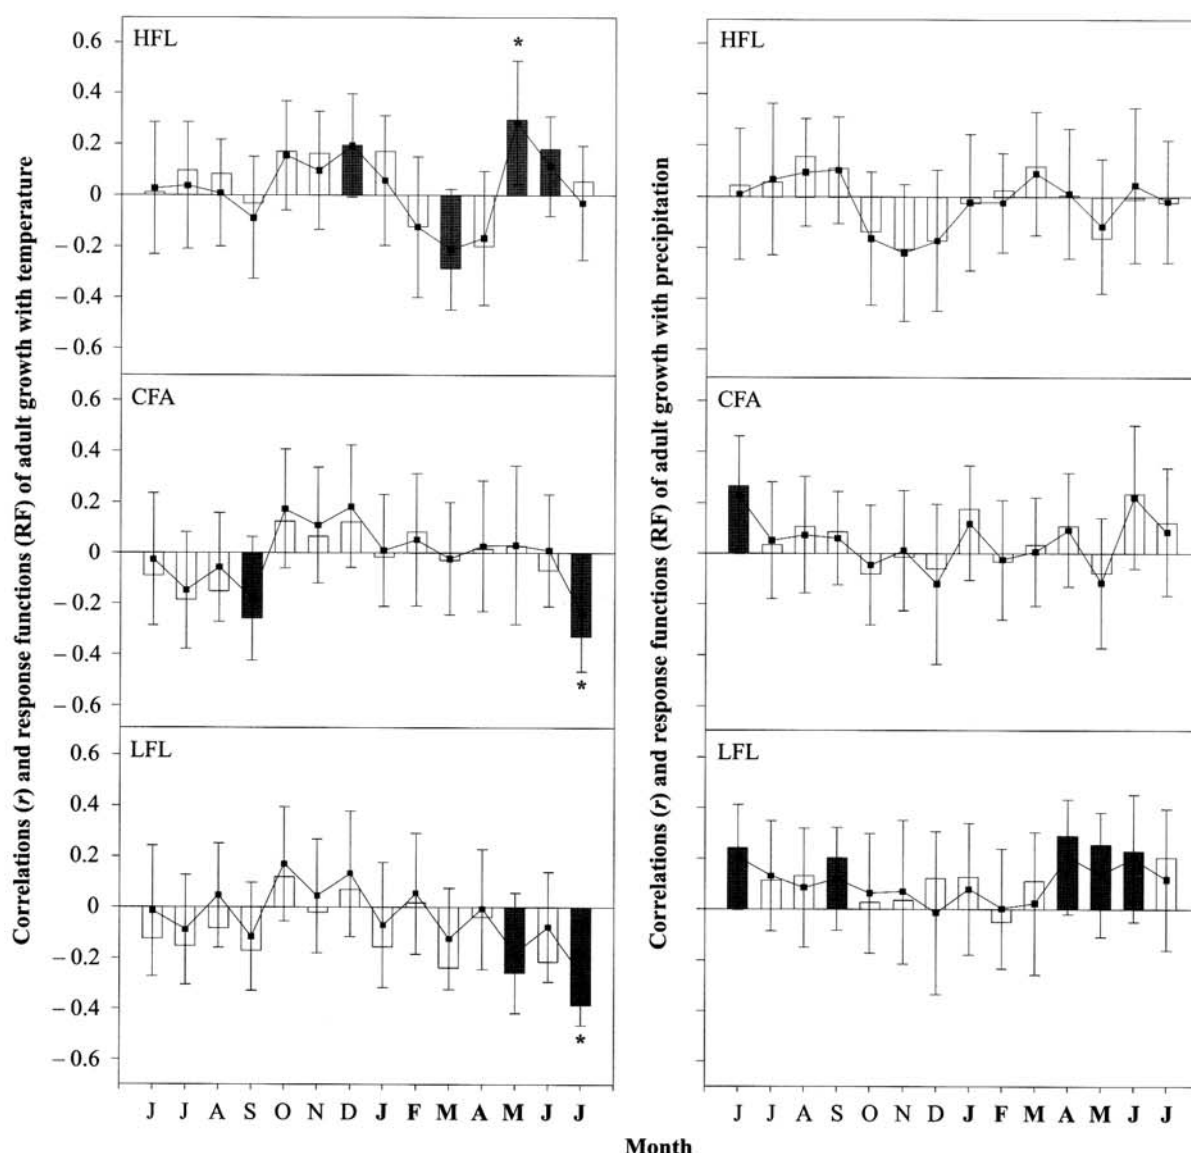 Correlations (r) and response functions (RF) of adult growth with temperature
HFL
0.6
0.4
0.2
0
– 0.2
– 0.4
– 0.6
*
CFA
0.6
0.4
0.2
0
– 0.2
– 0.4
– 0.6
*
LFL
0.6
0.4
0.2
0
– 0.2
– 0.4
– 0.6
*
J J A S O N D J F M A M J J
Correlations (r) and response functions (RF) of adult growth with precipitation
HFL
CFA
LFL
J J A S O N D J F M A M J J
Month